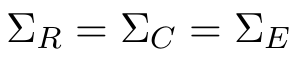 Σ_R = Σ_C = Σ_E